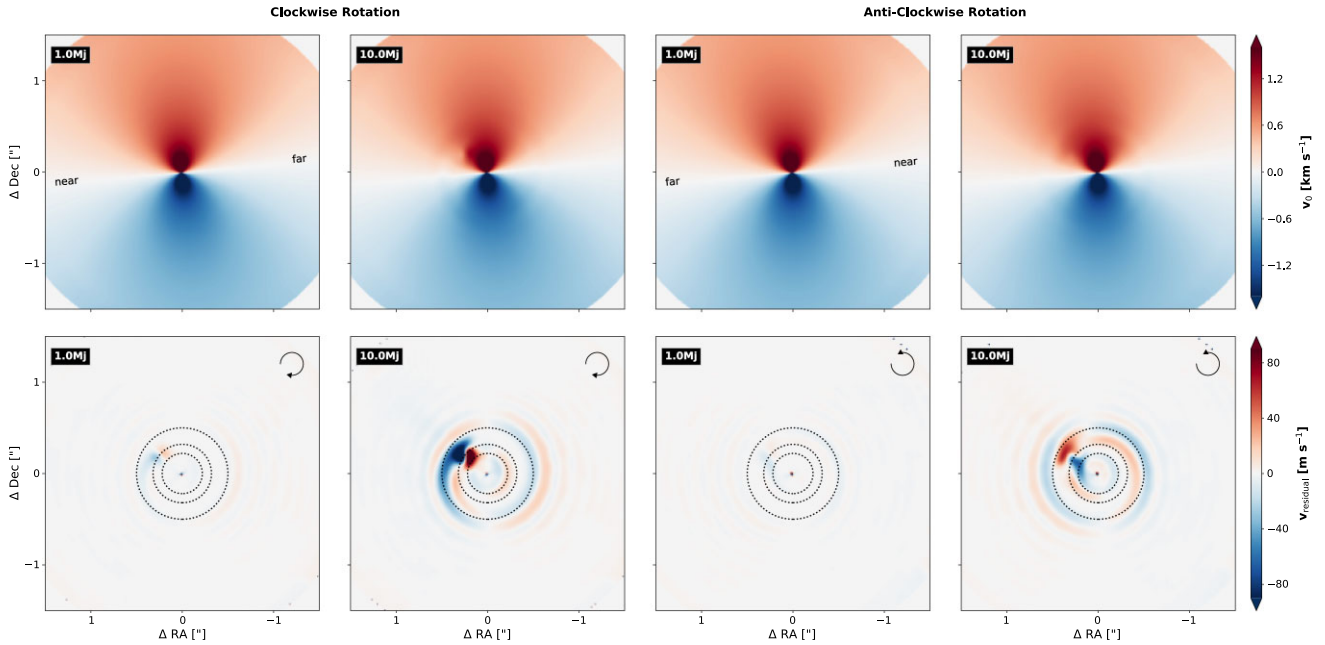 Clockwise Rotation
Anti-Clockwise Rotation
1.0Mj
10.0Mj
1.0Mj
10.0Mj
near
far
far
near
1
0
−1
Δ Dec ["]
1.2
0.6
0.0
−0.6
−1.2
v₀ [km s⁻¹]
1.0Mj
10.0Mj
1.0Mj
10.0Mj
1
0
−1
Δ Dec ["]
80
40
0
−40
−80
v_residual [m s⁻¹]
1 0 −1
1 0 −1
1 0 −1
1 0 −1
Δ RA ["]
Δ RA ["]
Δ RA ["]
Δ RA ["]